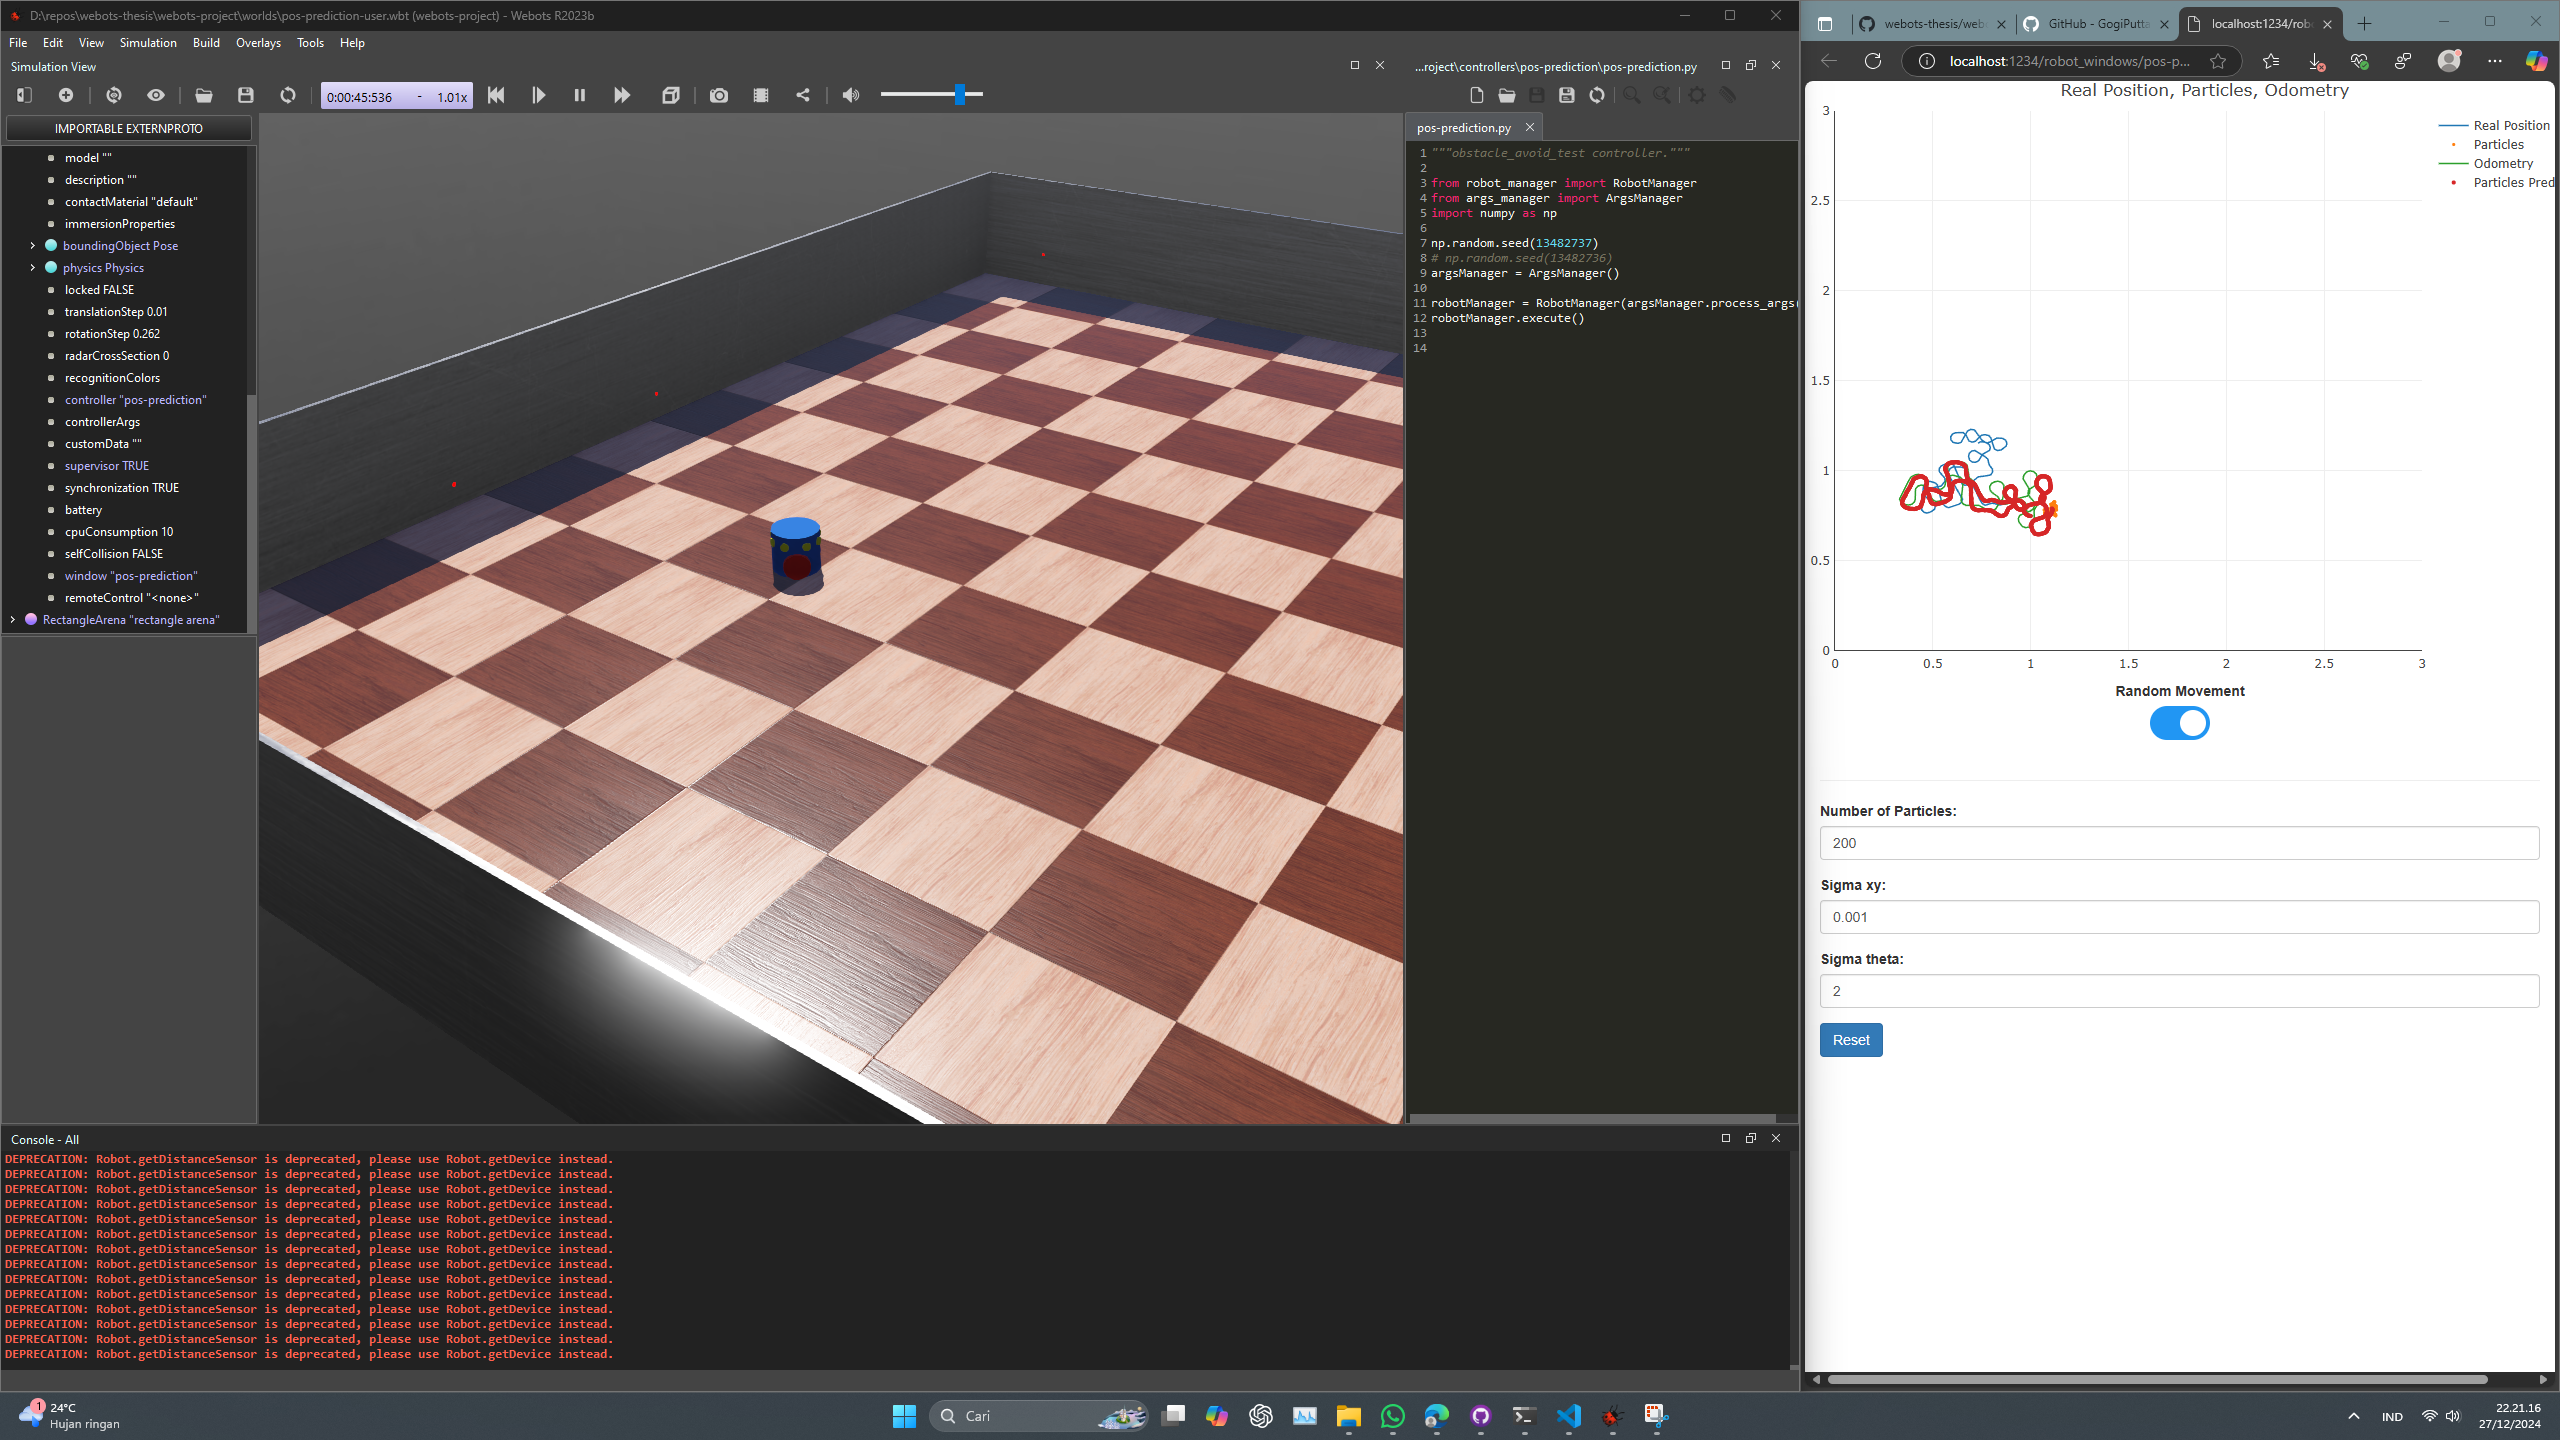 D:\repos\webots-thesis\webots-project\worlds\pos-prediction-user.wbt (webots-project) - Webots R2023b
File Edit View Simulation Build Overlays Tools Help
Simulation View
0:00:45:536 - 1.01x
IMPORTABLE EXTERNPROTO
model ""
description ""
contactMaterial "default"
immersionProperties
boundingObject Pose
physics Physics
locked FALSE
translationStep 0.01
rotationStep 0.262
radarCrossSection 0
recognitionColors
controller "pos-prediction"
controllerArgs
customData ""
supervisor TRUE
synchronization TRUE
battery
cpuConsumption 10
selfCollision FALSE
window "pos-prediction"
remoteControl "<none>"
RectangleArena "rectangle arena"
...roject\controllers\pos-prediction\pos-prediction.py
pos-prediction.py
1 """obstacle_avoid_test controller."""
2
3 from robot_manager import RobotManager
4 from args_manager import ArgsManager
5 import numpy as np
6
7 np.random.seed(13482737)
8 # np.random.seed(13482736)
9 argsManager = ArgsManager()
10
11 robotManager = RobotManager(argsManager.process_args(
12 robotManager.execute()
13
14
Console - All
DEPRECATION: Robot.getDistanceSensor is deprecated, please use Robot.getDevice instead.
DEPRECATION: Robot.getDistanceSensor is deprecated, please use Robot.getDevice instead.
DEPRECATION: Robot.getDistanceSensor is deprecated, please use Robot.getDevice instead.
DEPRECATION: Robot.getDistanceSensor is deprecated, please use Robot.getDevice instead.
DEPRECATION: Robot.getDistanceSensor is deprecated, please use Robot.getDevice instead.
DEPRECATION: Robot.getDistanceSensor is deprecated, please use Robot.getDevice instead.
DEPRECATION: Robot.getDistanceSensor is deprecated, please use Robot.getDevice instead.
DEPRECATION: Robot.getDistanceSensor is deprecated, please use Robot.getDevice instead.
DEPRECATION: Robot.getDistanceSensor is deprecated, please use Robot.getDevice instead.
DEPRECATION: Robot.getDistanceSensor is deprecated, please use Robot.getDevice instead.
DEPRECATION: Robot.getDistanceSensor is deprecated, please use Robot.getDevice instead.
DEPRECATION: Robot.getDistanceSensor is deprecated, please use Robot.getDevice instead.
DEPRECATION: Robot.getDistanceSensor is deprecated, please use Robot.getDevice instead.
DEPRECATION: Robot.getDistanceSensor is deprecated, please use Robot.getDevice instead.
webots-thesis/web GitHub - GogiPutta localhost:1234/rob
localhost:1234/robot_windows/pos-p...
Real Position, Particles, Odometry
3
2.5
2
1.5
1
0.5
0
0 0.5 1 1.5 2 2.5 3
Real Position
Particles
Odometry
Particles Pred
Random Movement
Number of Particles:
200
Sigma xy:
0.001
Sigma theta:
2
Reset
1
24°C
Hujan ringan
Cari
IND
22.21.16
27/12/2024